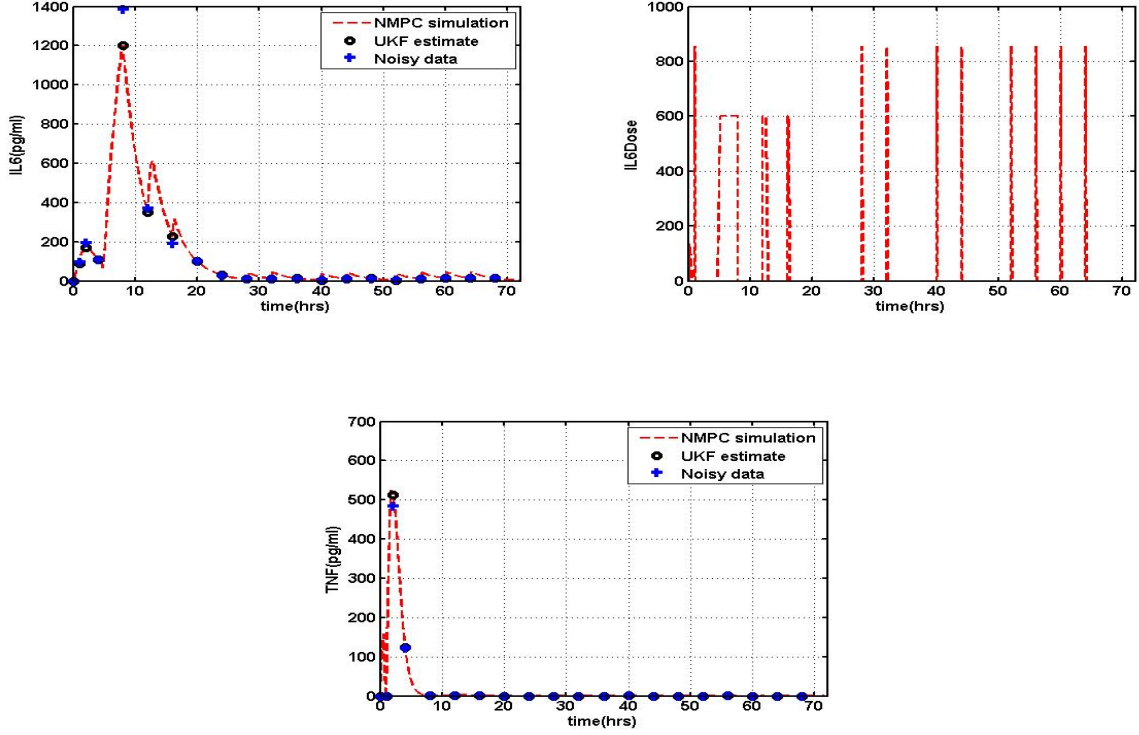 1400
1200
1000
800
600
400
200
0
IL6(pg/ml)
NMPC simulation
UKF estimate
Noisy data
0 10 20 30 40 50 60 70
time(hrs)
1000
800
600
400
200
0
IL6Dose
0 10 20 30 40 50 60 70
time(hrs)
700
600
500
400
300
200
100
0
TNF(pg/ml)
NMPC simulation
UKF estimate
Noisy data
0 10 20 30 40 50 60 70
time(hrs)